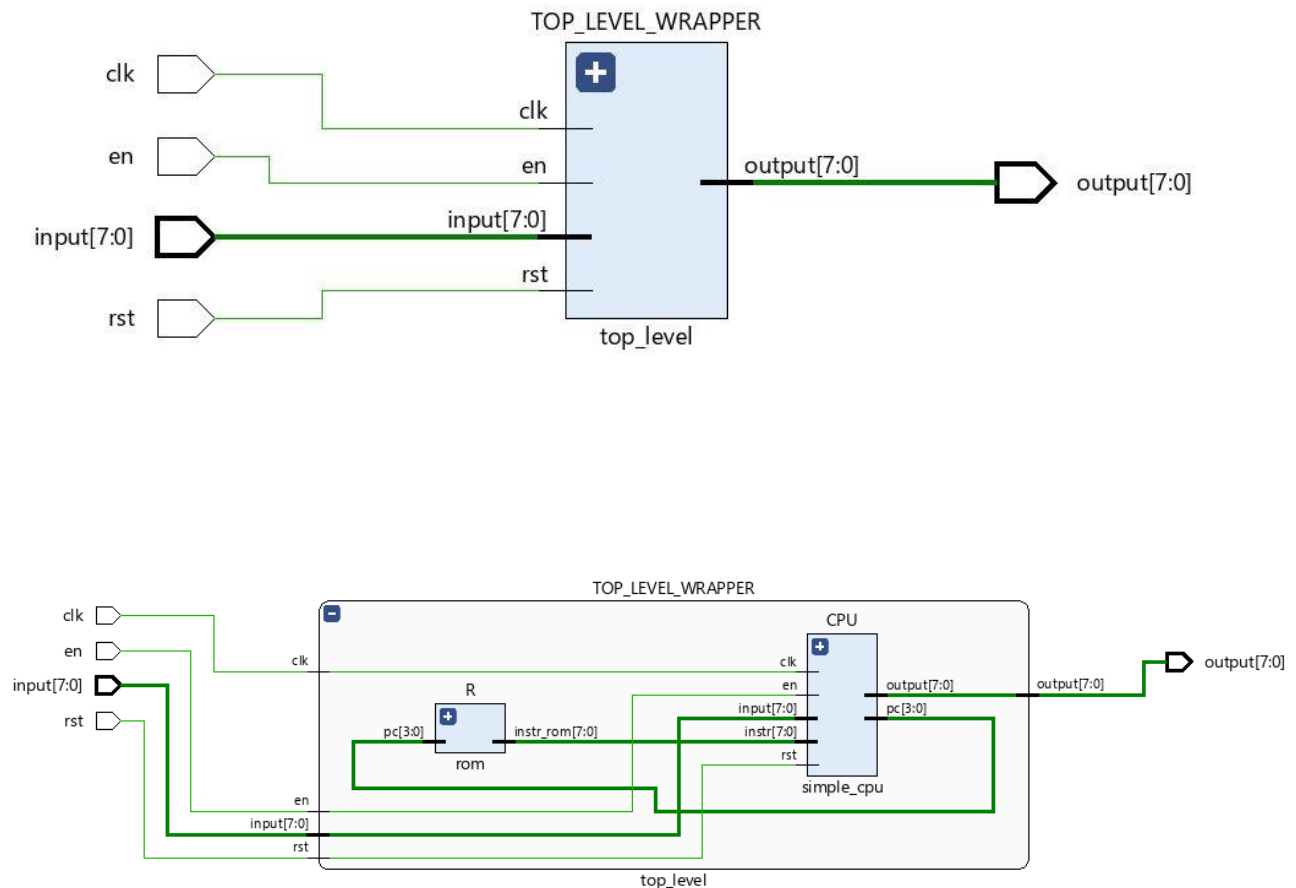 TOP_LEVEL_WRAPPER
clk
clk
en
en
output[7:0]
output[7:0]
input[7:0]
input[7:0]
rst
rst
top_level
TOP_LEVEL_WRAPPER
clk
CPU
en
clk
clk
output[7:0]
input[7:0]
R
en
output[7:0]
output[7:0]
rst
pc[3:0]
instr_rom[7:0]
input[7:0]
pc[3:0]
instr[7:0]
rom
rst
simple_cpu
en
input[7:0]
rst
top_level